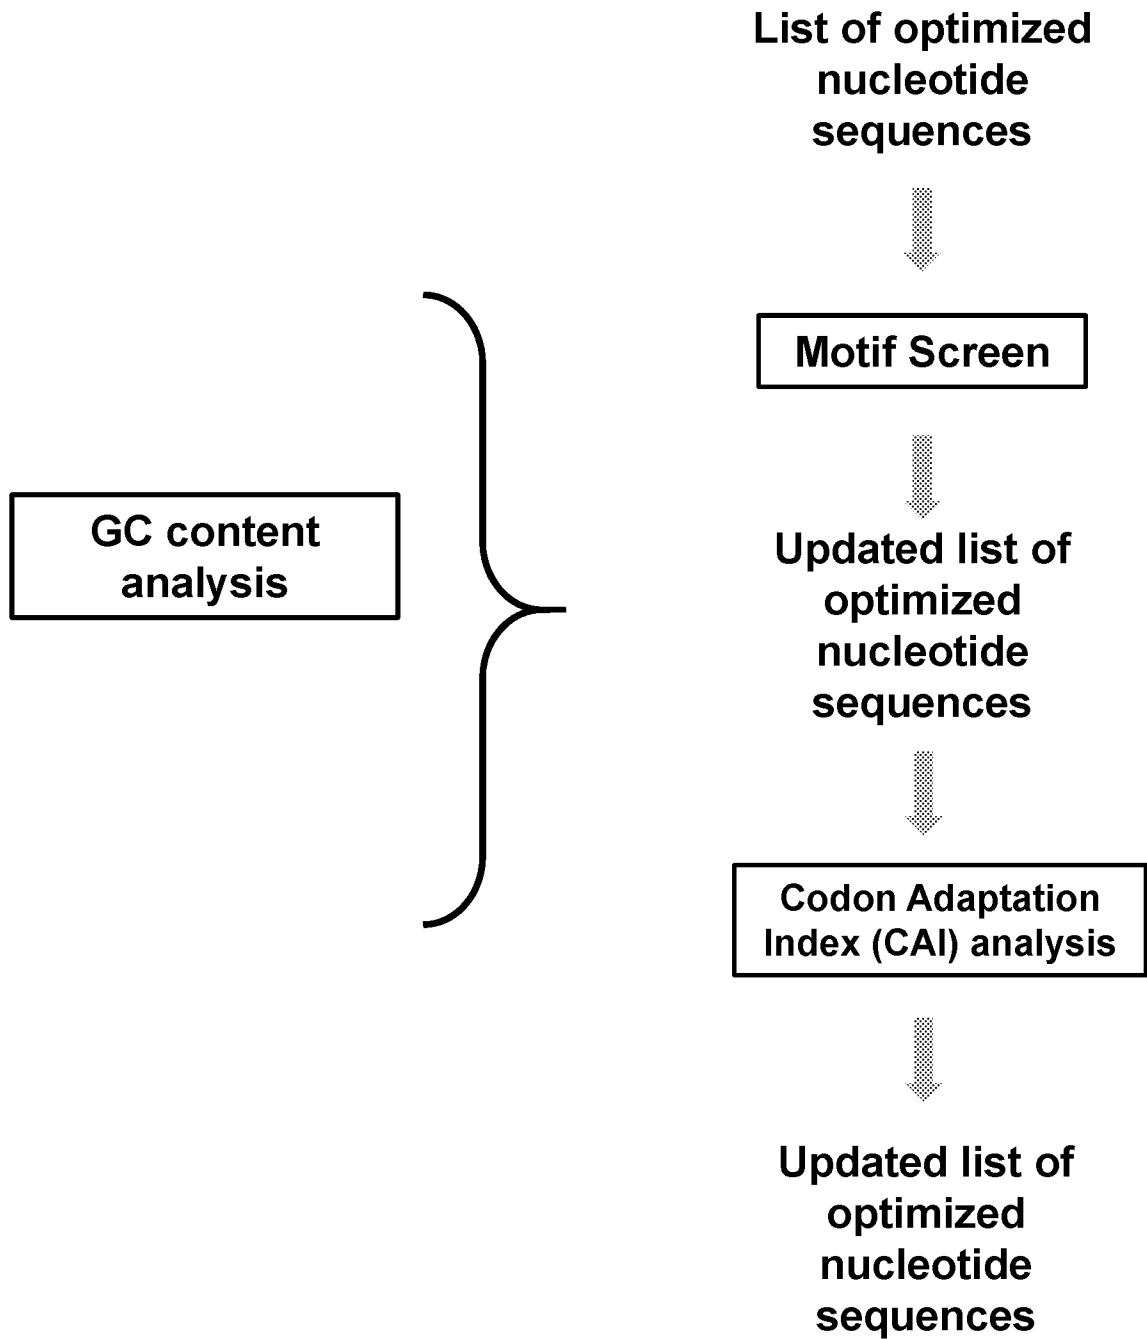 List of optimized
nucleotide
sequences
Motif Screen
GC content
analysis
Updated list of
optimized
nucleotide
sequences
Codon Adaptation
Index (CAI) analysis
Updated list of
optimized
nucleotide
sequences